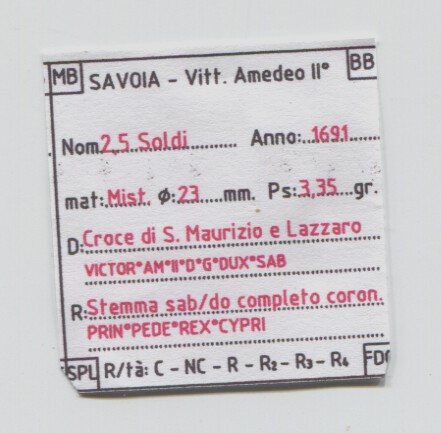 MB SAVOIA - Vitt. Amedeo II° BB
Nom. 2,5 Soldi Anno: 1691
mat: Mist. Ø: 23 mm. Ps: 3,35 gr.
D: Croce di S. Maurizio e Lazzaro
VICTOR°AM°II°D°G°DUX°SAB
R: Stemma sab/do completo coron.
PRIN°PEDE°REX°CYPRI
SPL R/tà: C - NC - R - R2 - R3 - R4 FDC